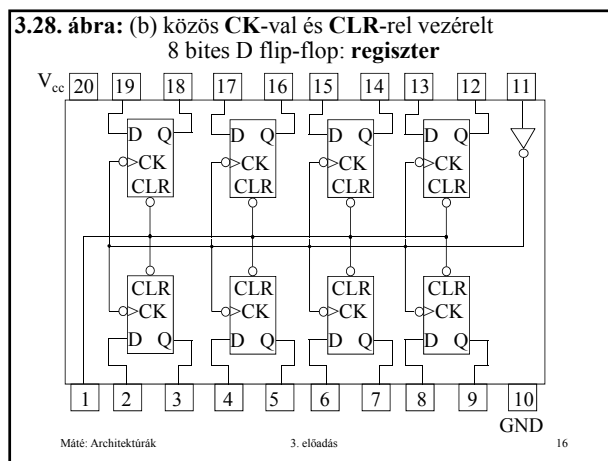 3.28. ábra: (b) közös CK-val és CLR-rel vezérelt
8 bites D flip-flop: regiszter
Vcc 20 19 18 17 16 15 14 13 12 11
D Q D Q D Q D Q
CK CK CK CK
CLR CLR CLR CLR
CLR CLR CLR CLR
CK CK CK CK
D Q D Q D Q D Q
1 2 3 4 5 6 7 8 9 10
GND
Máté: Architektúrák 3. előadás 16